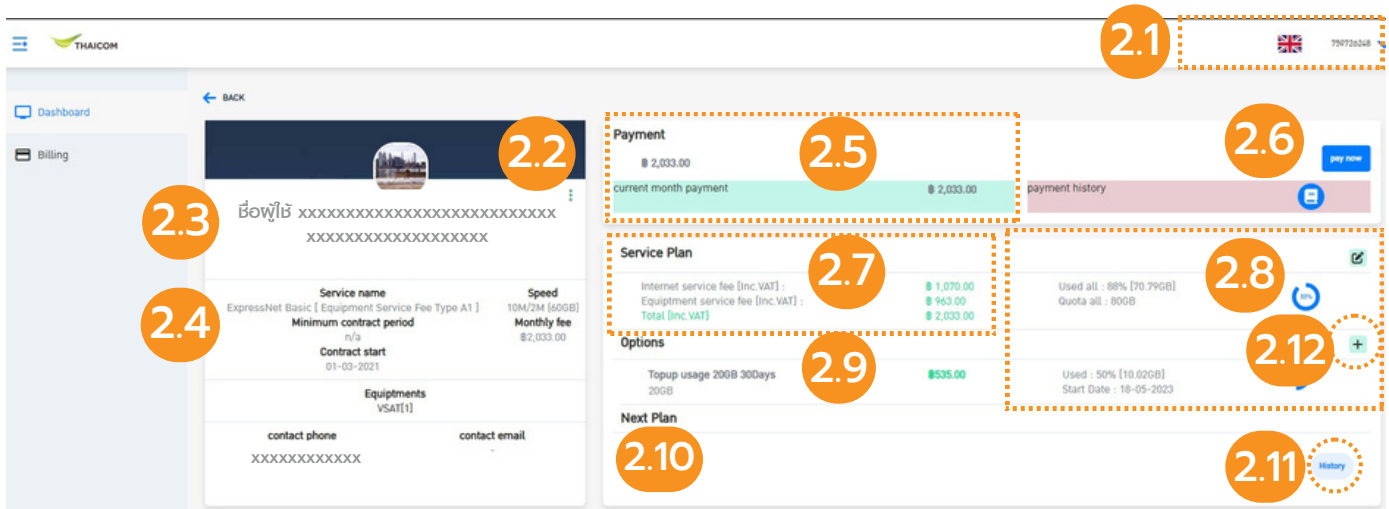 THAICOM
2.1
759726248
Dashboard
Billing
BACK
2.2
2.3
ชื่อผู้ใช้ xxxxxxxxxxxxxxxxxxxxxxxxxxx
xxxxxxxxxxxxxxxxxxx
2.4
Service name
Speed
ExpressNet Basic [ Equipment Service Fee Type A1 ]
10M/2M [60GB]
Minimum contract period
Monthly fee
n/a
฿2,033.00
Contract start
01-03-2021
Equiptments
VSAT[1]
contact phone
contact email
xxxxxxxxxxxx
-
Payment
2.5
฿ 2,033.00
2.6
pay now
current month payment
฿ 2,033.00
payment history
Service Plan
2.7
2.8
Internet service fee [Inc.VAT] :
฿ 1,070.00
Equiptment service fee [Inc.VAT] :
฿ 963.00
Total [Inc.VAT]
฿ 2,033.00
Used all : 88% [70.79GB]
Quota all : 80GB
88%
Options
2.9
2.12
Topup usage 20GB 30Days
฿535.00
20GB
Used : 50% [10.02GB]
Start Date : 18-05-2023
Next Plan
2.10
2.11
History